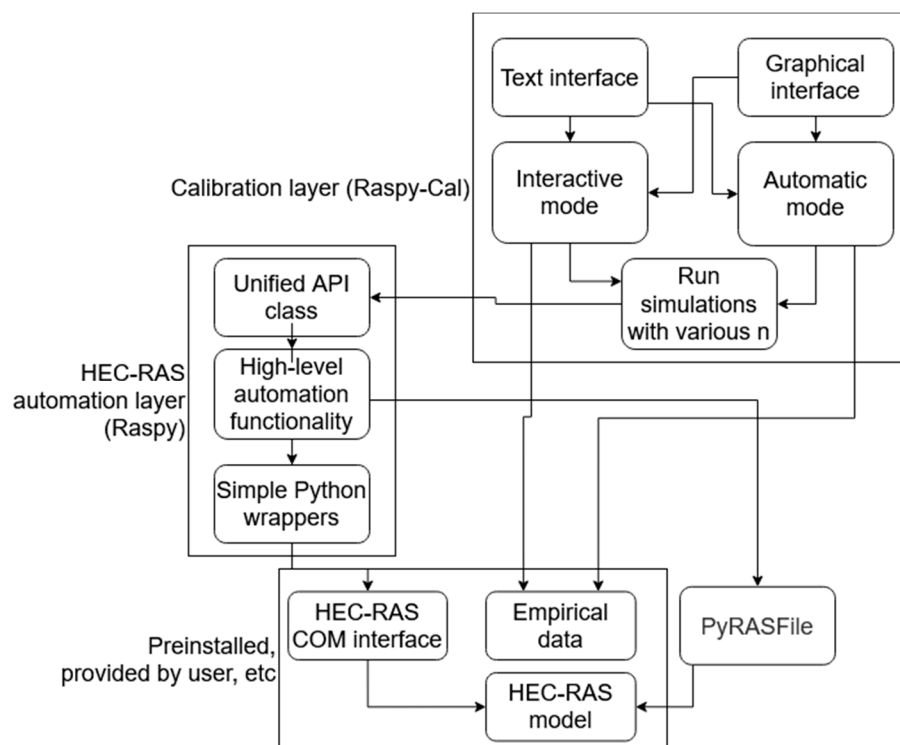 Text interface
Graphical
interface
Calibration layer (Raspy-Cal)
Interactive
mode
Automatic
mode
Run
simulations
with various n
Unified API
class
HEC-RAS
automation layer
(Raspy)
High-level
automation
functionality
Simple Python
wrappers
Preinstalled,
provided by user, etc
HEC-RAS
COM interface
Empirical
data
PyRASFile
HEC-RAS
model